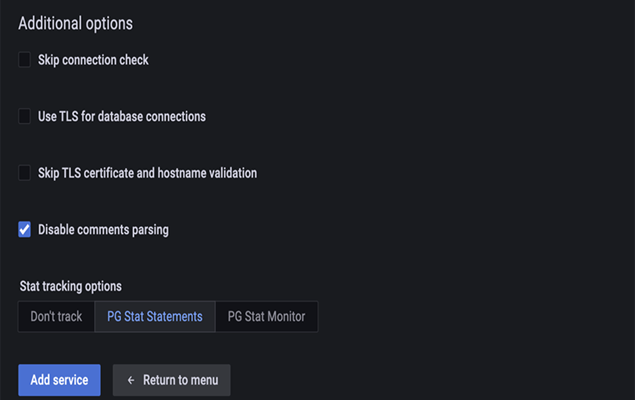 Additional options
Skip connection check
Use TLS for database connections
Skip TLS certificate and hostname validation
Disable comments parsing
Stat tracking options
Don't track PG Stat Statements PG Stat Monitor
Add service ← Return to menu